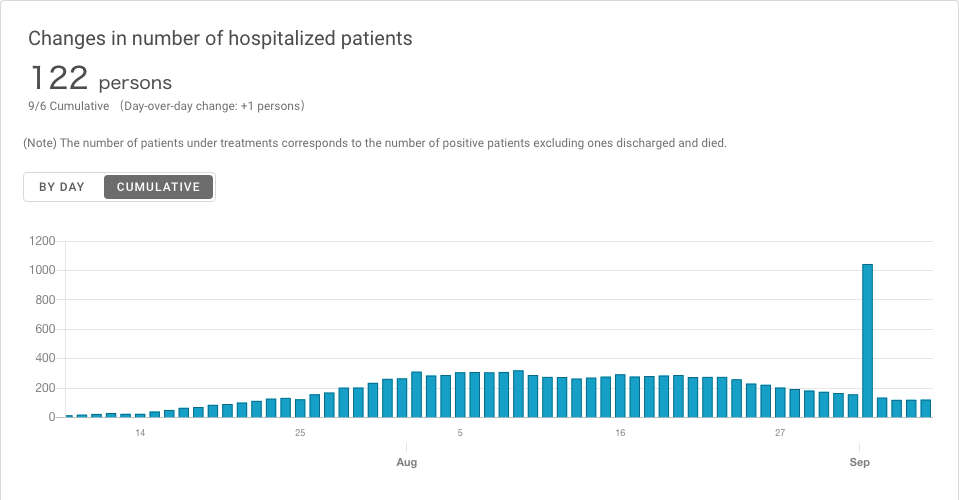 Changes in number of hospitalized patients
122 persons
9/6 Cumulative （Day-over-day change: +1 persons）
(Note) The number of patients under treatments corresponds to the number of positive patients excluding ones discharged and died.
BY DAY CUMULATIVE
1200
1000
800
600
400
200
0
14 25 5 16 27
Aug Sep